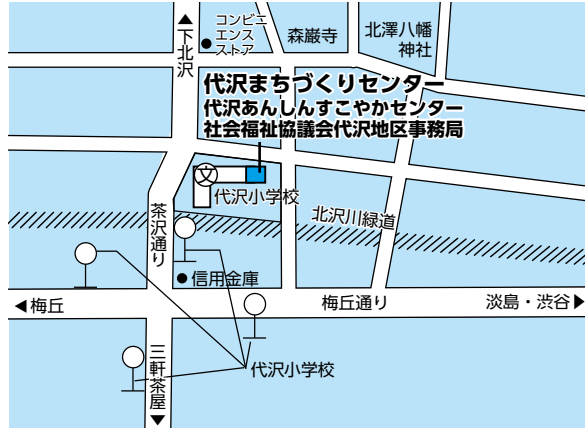 ▲下北沢
コンビニ
エンス
ストア
森巌寺
北澤八幡
神社
代沢まちづくりセンター
代沢あんしんすこやかセンター
社会福祉協議会代沢地区事務局
文
代沢小学校
茶沢通り
北沢川緑道
信用金庫
◀梅丘
梅丘通り
淡島・渋谷▶
代沢小学校
三軒茶屋▼